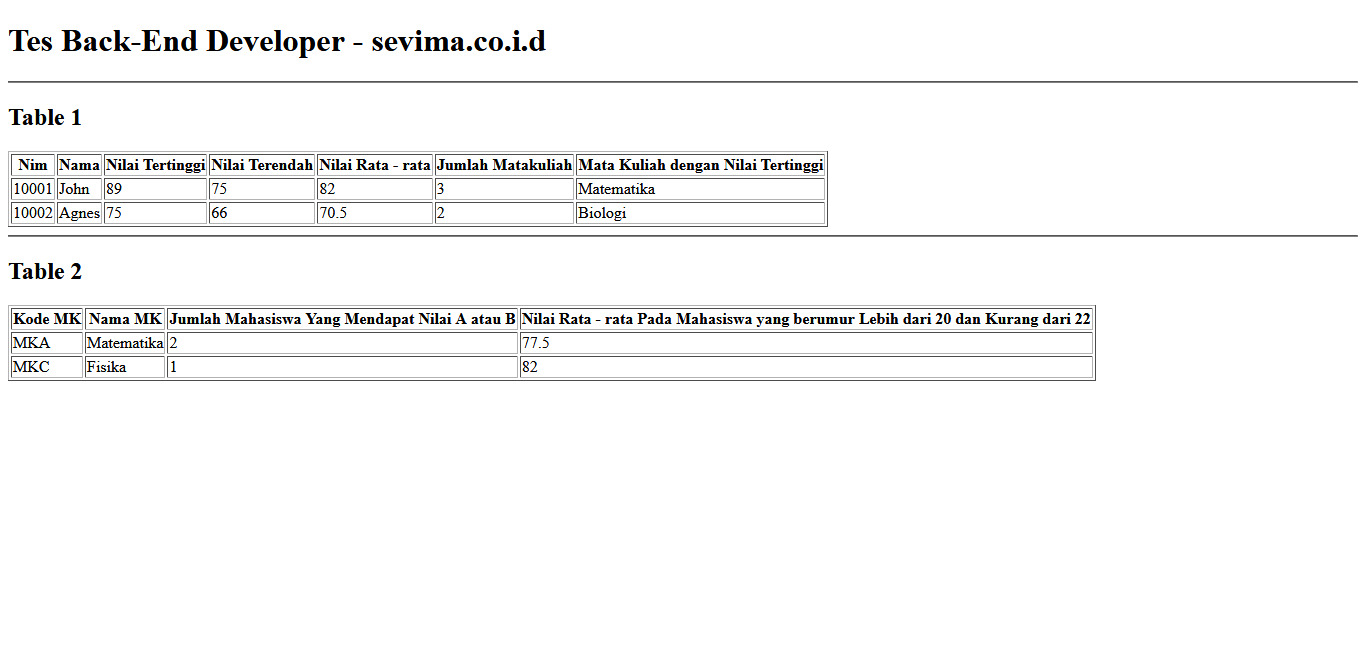 Tes Back-End Developer - sevima.co.i.d
Table 1
Nim Nama Nilai Tertinggi Nilai Terendah Nilai Rata - rata Jumlah Matakuliah Mata Kuliah dengan Nilai Tertinggi
10001 John 89 75 82 3 Matematika
10002 Agnes 75 66 70.5 2 Biologi
Table 2
Kode MK Nama MK Jumlah Mahasiswa Yang Mendapat Nilai A atau B Nilai Rata - rata Pada Mahasiswa yang berumur Lebih dari 20 dan Kurang dari 22
MKA Matematika 2 77.5
MKC Fisika 1 82